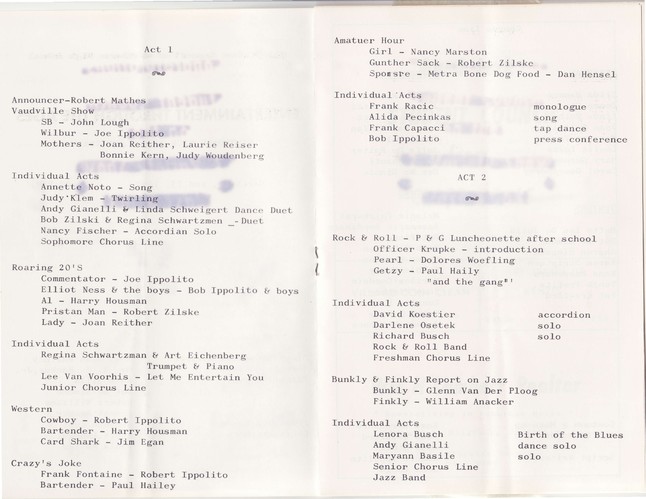 Act 1
Announcer-Robert Mathes
Vaudville Show
SB - John Lough
Wilbur - Joe Ippolito
Mothers - Joan Reither, Laurie Reiser
Bonnie Kern, Judy Woudenberg
Individual Acts
Annette Noto - Song
Judy Klem - Twirling
Andy Gianelli & Linda Schweigert Dance Duet
Bob Zilski & Regina Schwartzmen - Duet
Nancy Fischer - Accordian Solo
Sophomore Chorus Line
Roaring 20'S
Commentator - Joe Ippolito
Elliot Ness & the boys - Bob Ippolito & boys
Al - Harry Housman
Pristan Man - Robert Zilske
Lady - Joan Reither
Individual Acts
Regina Schwartzman & Art Eichenberg
Trumpet & Piano
Lee Van Voorhis - Let Me Entertain You
Junior Chorus Line
Western
Cowboy - Robert Ippolito
Bartender - Harry Housman
Card Shark - Jim Egan
Crazy's Joke
Frank Fontaine - Robert Ippolito
Bartender - Paul Hailey
Amatuer Hour
Girl - Nancy Marston
Gunther Sack - Robert Zilske
- Metra Bone Dog Food - Dan Hensel
Individual Acts
Frank Racic monologue
Alida Pecinkas song
Frank Capacci tap dance
Bob Ippolito press conference
ACT 2
Rock & Roll - P & G Luncheonette after school
Officer Krupke - introduction
Pearl - Dolores Woefling
Getzy - Paul Haily
"and the gang"'
Individual Acts
David Koestier accordion
Darlene Osetek solo
Richard Busch solo
Rock & Roll Band
Freshman Chorus Line
Bunkly & Finkly Report on Jazz
Bunkly - Glenn Van Der Ploog
Finkly - William Anacker
Individual Acts
Lenora Busch Birth of the Blues
Andy Gianelli dance solo
Maryann Basile solo
Senior Chorus Line
Jazz Band